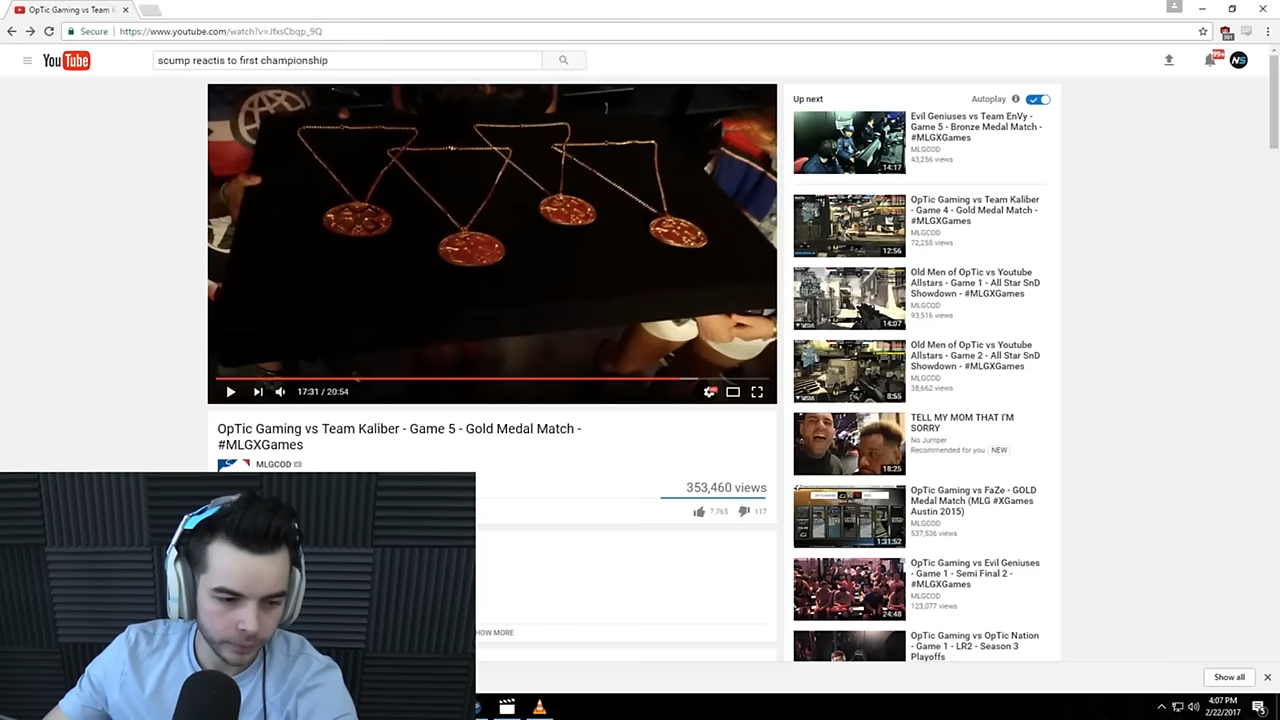 OpTic Gaming vs Team
Secure
https://www.youtube.com/watch?v=JfxsCbqp_9Q
391
YouTube
scump reactis to first championship
99+
NS
17:31 / 20:54
OpTic Gaming vs Team Kaliber - Game 5 - Gold Medal Match -
#MLGXGames
MLGCOD
353,460 views
7,765
117
HOW MORE
Up next
Autoplay
Evil Geniuses vs Team EnVy -
Game 5 - Bronze Medal Match -
#MLGXGames
MLGCOD
43,256 views
14:17
OpTic Gaming vs Team Kaliber
- Game 4 - Gold Medal Match -
#MLGXGames
MLGCOD
72,255 views
12:56
Old Men of OpTic vs Youtube
Allstars - Game 1 - All Star SnD
Showdown - #MLGXGames
MLGCOD
93,516 views
14:07
Old Men of OpTic vs Youtube
Allstars - Game 2 - All Star SnD
Showdown - #MLGXGames
MLGCOD
38,662 views
8:55
TELL MY MOM THAT I'M
SORRY
No Jumper
Recommended for you NEW
18:25
OpTic Gaming vs FaZe - GOLD
Medal Match (MLG #XGames
Austin 2015)
MLGCOD
537,536 views
1:31:52
OpTic Gaming vs Evil Geniuses
- Game 1 - Semi Final 2 -
#MLGXGames
MLGCOD
123,077 views
24:48
OpTic Gaming vs OpTic Nation
- Game 1 - LR2 - Season 3
Playoffs
Show all
4:07 PM
2/22/2017